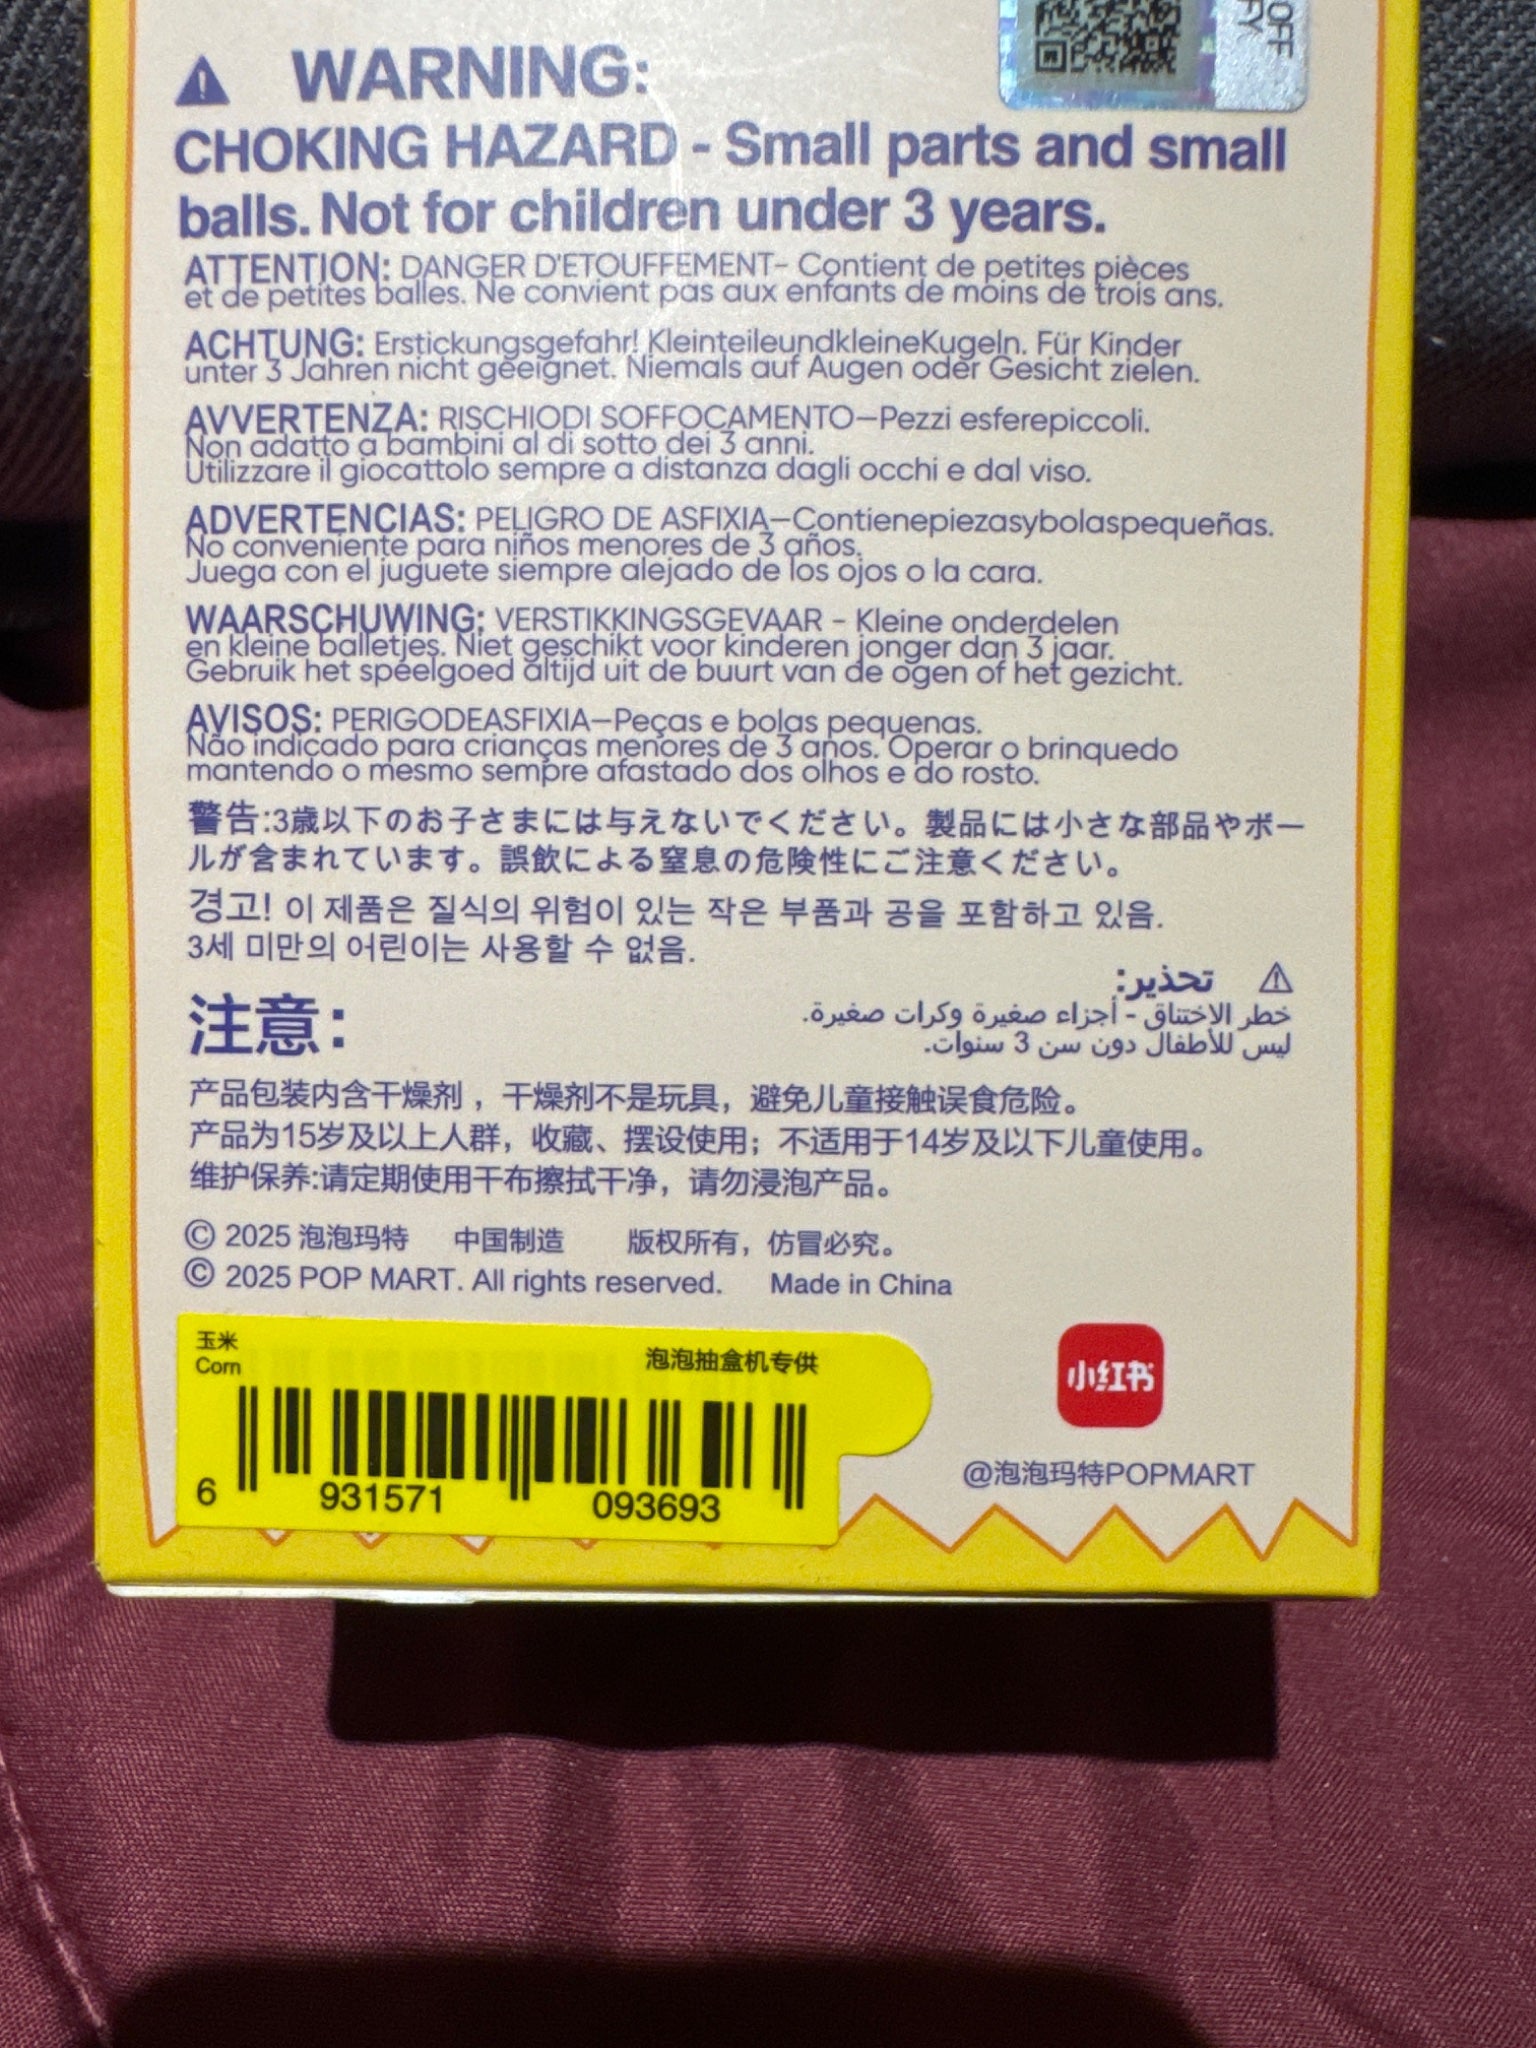 OFF
FY
⚠ WARNING:
CHOKING HAZARD - Small parts and small
balls. Not for children under 3 years.
ATTENTION: DANGER D'ETOUFFEMENT- Contient de petites pièces
et de petites balles. Ne convient pas aux enfants de moins de trois ans.
ACHTUNG: Erstickungsgefahr! KleinteileundkleineKugeln. Für Kinder
unter 3 Jahren nicht geeignet. Niemals auf Augen oder Gesicht zielen.
AVVERTENZA: RISCHIODI SOFFOCAMENTO—Pezzi esferepiccoli.
Non adatto a bambini al di sotto dei 3 anni.
Utilizzare il giocattolo sempre a distanza dagli occhi e dal viso.
ADVERTENCIAS: PELIGRO DE ASFIXIA—Contienepiezasybolaspequeñas.
No conveniente para niños menores de 3 años.
Juega con el juguete siempre alejado de los ojos o la cara.
WAARSCHUWING: VERSTIKKINGSGEVAAR - Kleine onderdelen
en kleine balletjes. Niet geschikt voor kinderen jonger dan 3 jaar.
Gebruik het speelgoed altijd uit de buurt van de ogen of het gezicht.
AVISOS: PERIGODEASFIXIA—Peças e bolas pequenas.
Não indicado para crianças menores de 3 anos. Operar o brinquedo
mantendo o mesmo sempre afastado dos olhos e do rosto.
警告:3歳以下のお子さまには与えないでください。製品には小さな部品やボー
ルが含まれています。誤飲による窒息の危険性にご注意ください。
경고! 이 제품은 질식의 위험이 있는 작은 부품과 공을 포함하고 있음.
3세 미만의 어린이는 사용할 수 없음.
⚠ تحذير:
خطر الاختناق - أجزاء صغيرة وكرات صغيرة.
ليس للأطفال دون سن 3 سنوات.
注意：
产品包装内含干燥剂，干燥剂不是玩具，避免儿童接触误食危险。
产品为15岁及以上人群，收藏、摆设使用；不适用于14岁及以下儿童使用。
维护保养:请定期使用干布擦拭干净，请勿浸泡产品。
© 2025 泡泡玛特 中国制造 版权所有，仿冒必究。
© 2025 POP MART. All rights reserved. Made in China
玉米
Corn
泡泡抽盒机专供
6 931571 093693
小红书
@泡泡玛特POPMART